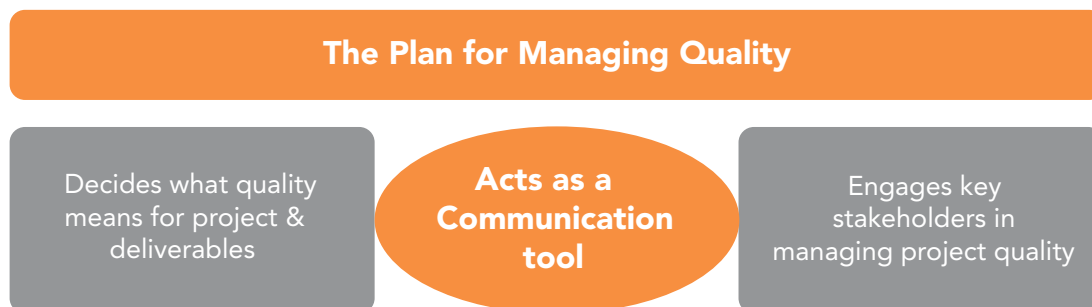 The Plan for Managing Quality
Decides what quality
means for project &
deliverables
Acts as a
Communication
tool
Engages key
stakeholders in
managing project quality